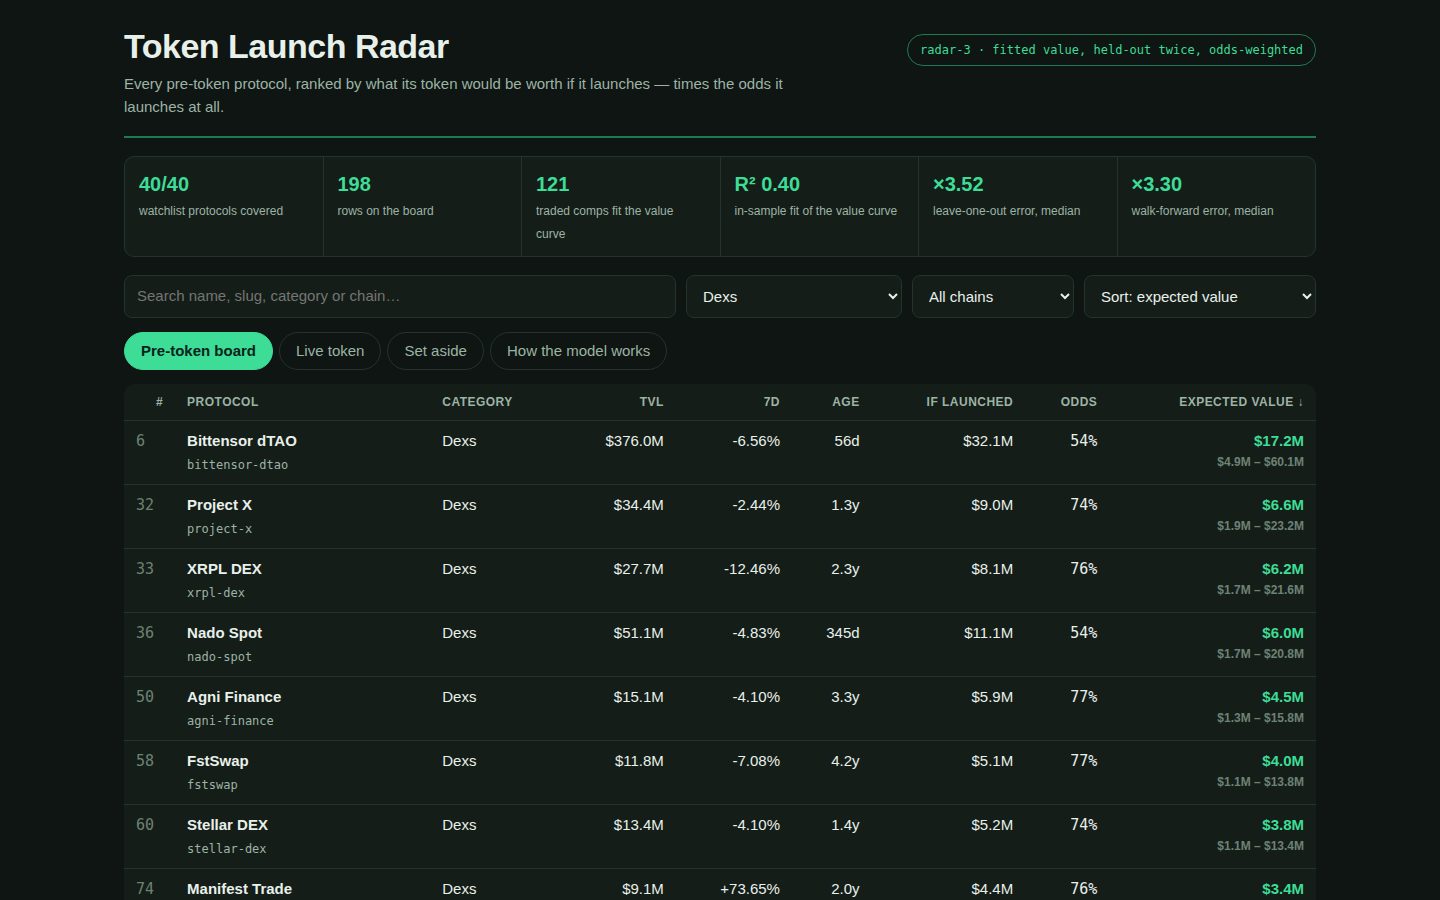 Token Launch Radar
radar-3 · fitted value, held-out twice, odds-weighted
Every pre-token protocol, ranked by what its token would be worth if it launches — times the odds it
launches at all.
40/40
watchlist protocols covered
198
rows on the board
121
traded comps fit the value
curve
R² 0.40
in-sample fit of the value curve
×3.52
leave-one-out error, median
×3.30
walk-forward error, median
Search name, slug, category or chain…
Dexs
All chains
Sort: expected value
Pre-token board
Live token
Set aside
How the model works
# PROTOCOL CATEGORY TVL 7D AGE IF LAUNCHED ODDS EXPECTED VALUE ↓
6 Bittensor dTAO Dexs $376.0M -6.56% 56d $32.1M 54% $17.2M
bittensor-dtao $4.9M – $60.1M
32 Project X Dexs $34.4M -2.44% 1.3y $9.0M 74% $6.6M
project-x $1.9M – $23.2M
33 XRPL DEX Dexs $27.7M -12.46% 2.3y $8.1M 76% $6.2M
xrpl-dex $1.7M – $21.6M
36 Nado Spot Dexs $51.1M -4.83% 345d $11.1M 54% $6.0M
nado-spot $1.7M – $20.8M
50 Agni Finance Dexs $15.1M -4.10% 3.3y $5.9M 77% $4.5M
agni-finance $1.3M – $15.8M
58 FstSwap Dexs $11.8M -7.08% 4.2y $5.1M 77% $4.0M
fstswap $1.1M – $13.8M
60 Stellar DEX Dexs $13.4M -4.10% 1.4y $5.2M 74% $3.8M
stellar-dex $1.1M – $13.4M
74 Manifest Trade Dexs $9.1M +73.65% 2.0y $4.4M 76% $3.4M